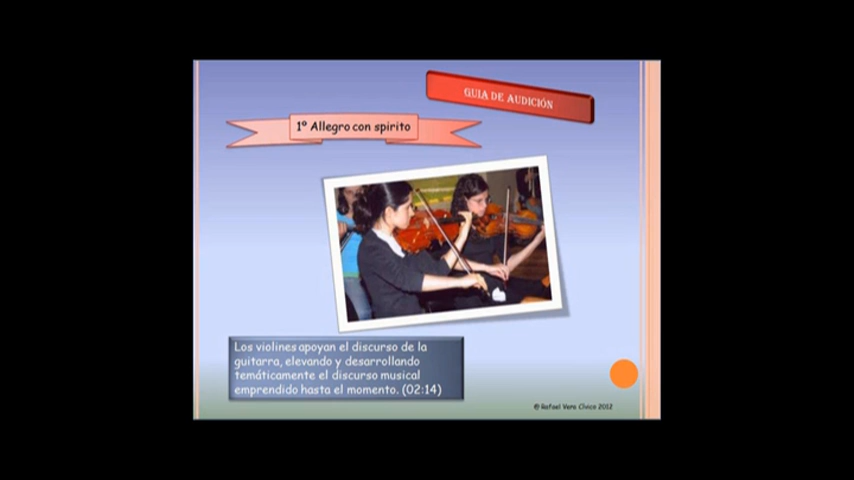 GUIA DE AUDICIÓN
1º Allegro con spirito
Los violines apoyan el discurso de la
guitarra, elevando y desarrollando
temáticamente el discurso musical
emprendido hasta el momento. (02:14)
@ Rafael Vera Cívico 2012